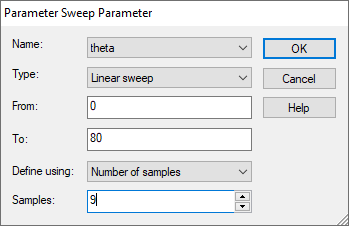 Parameter Sweep Parameter
Name: theta OK
Type: Linear sweep Cancel
From: 0 Help
To: 80
Define using: Number of samples
Samples: 9